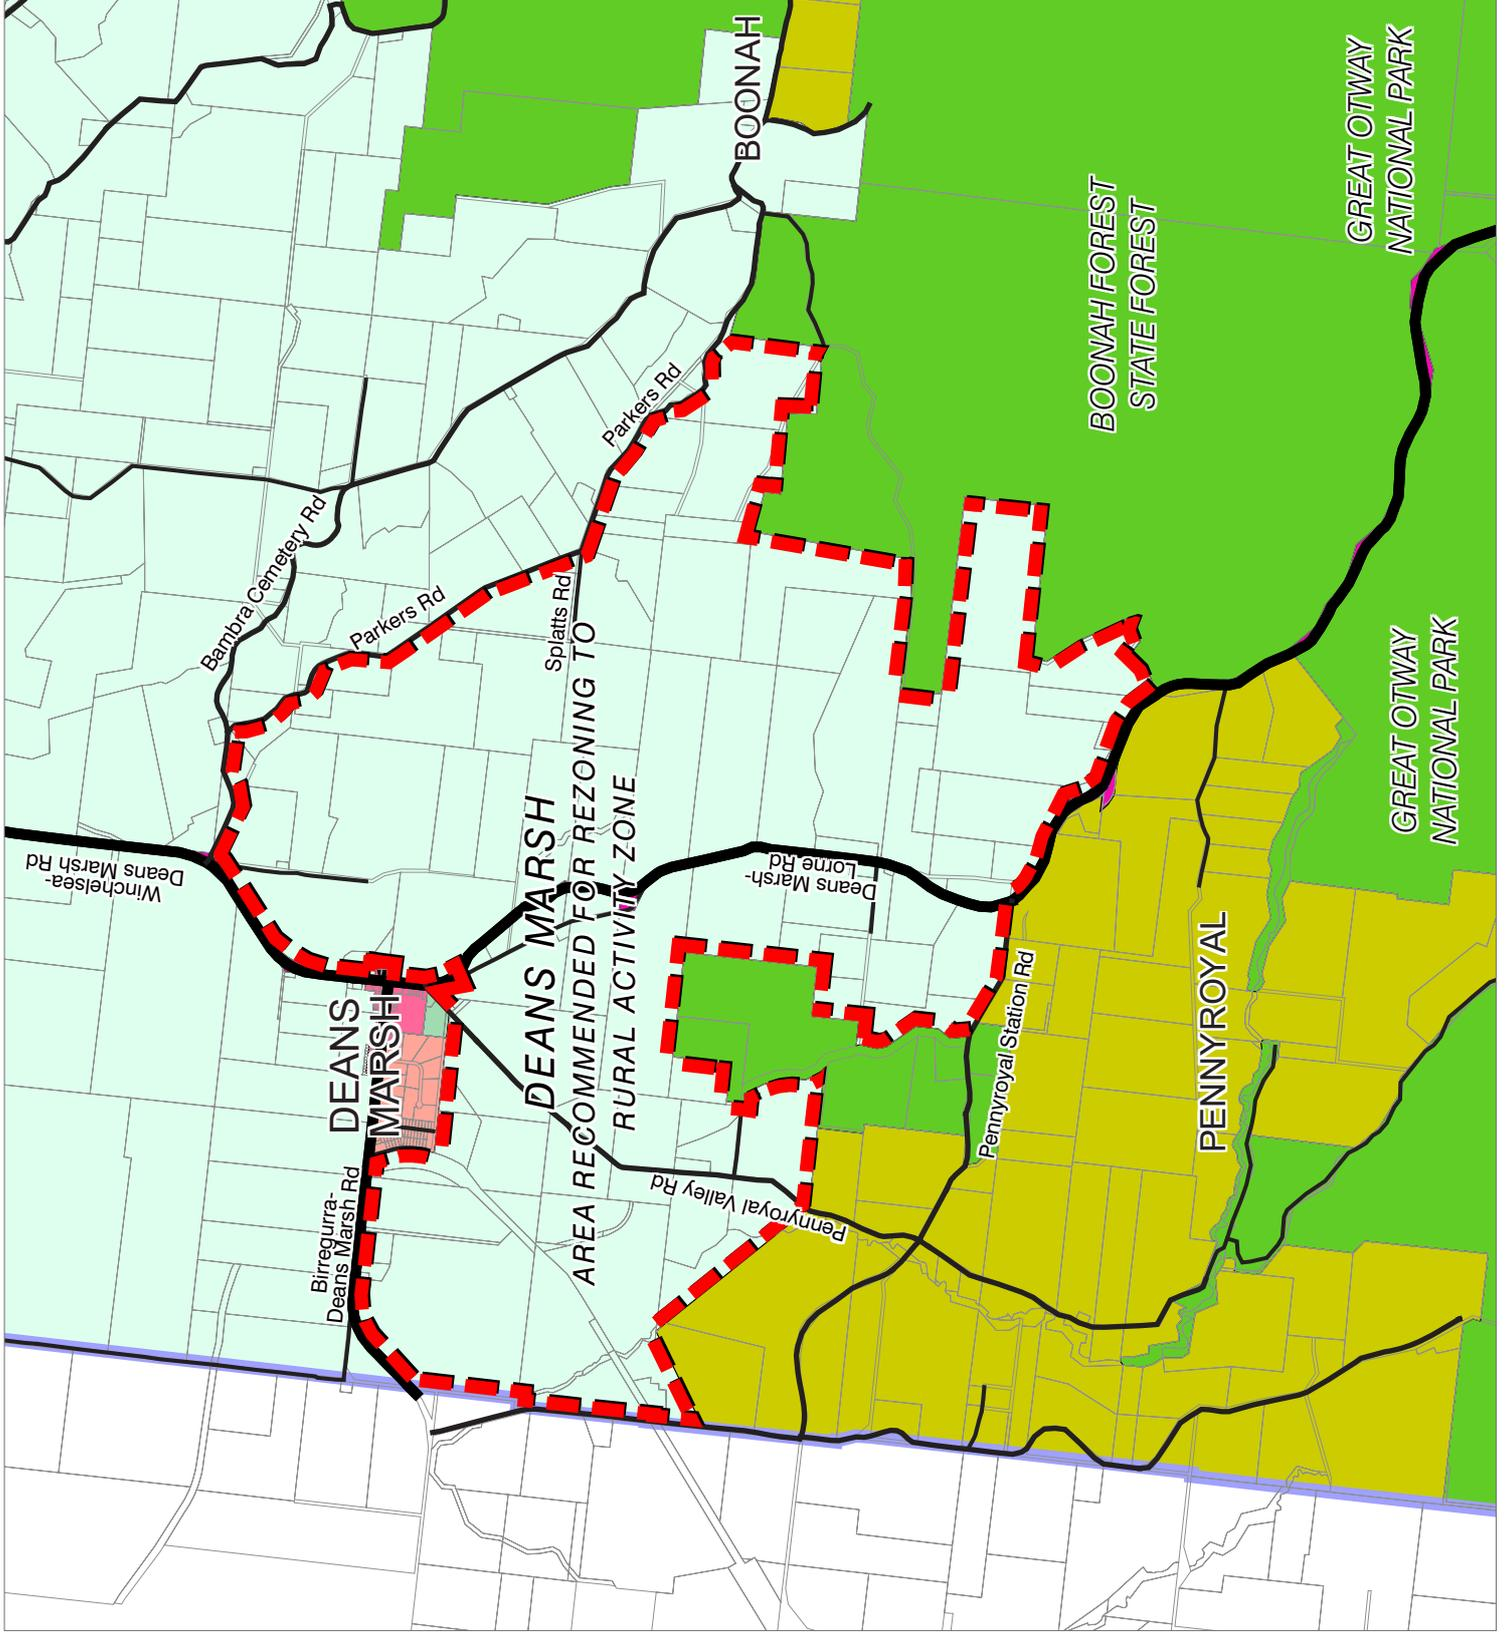 Winchelsea-
Deans Marsh Rd
Bambra Cemetery Rd
BOONAH
Birregurra-
Deans Marsh Rd
DEANS
MARSH
Parkers Rd
Parkers Rd
Splatts Rd
DEANS MARSH
AREA RECOMMENDED FOR REZONING TO
RURAL ACTIVITY ZONE
Pennyroyal Valley Rd
Deans Marsh-
Lorne Rd
Pennyroyal Station Rd
BOONAH FOREST
STATE FOREST
PENNYROYAL
GREAT OTWAY
NATIONAL PARK
GREAT OTWAY
NATIONAL PARK